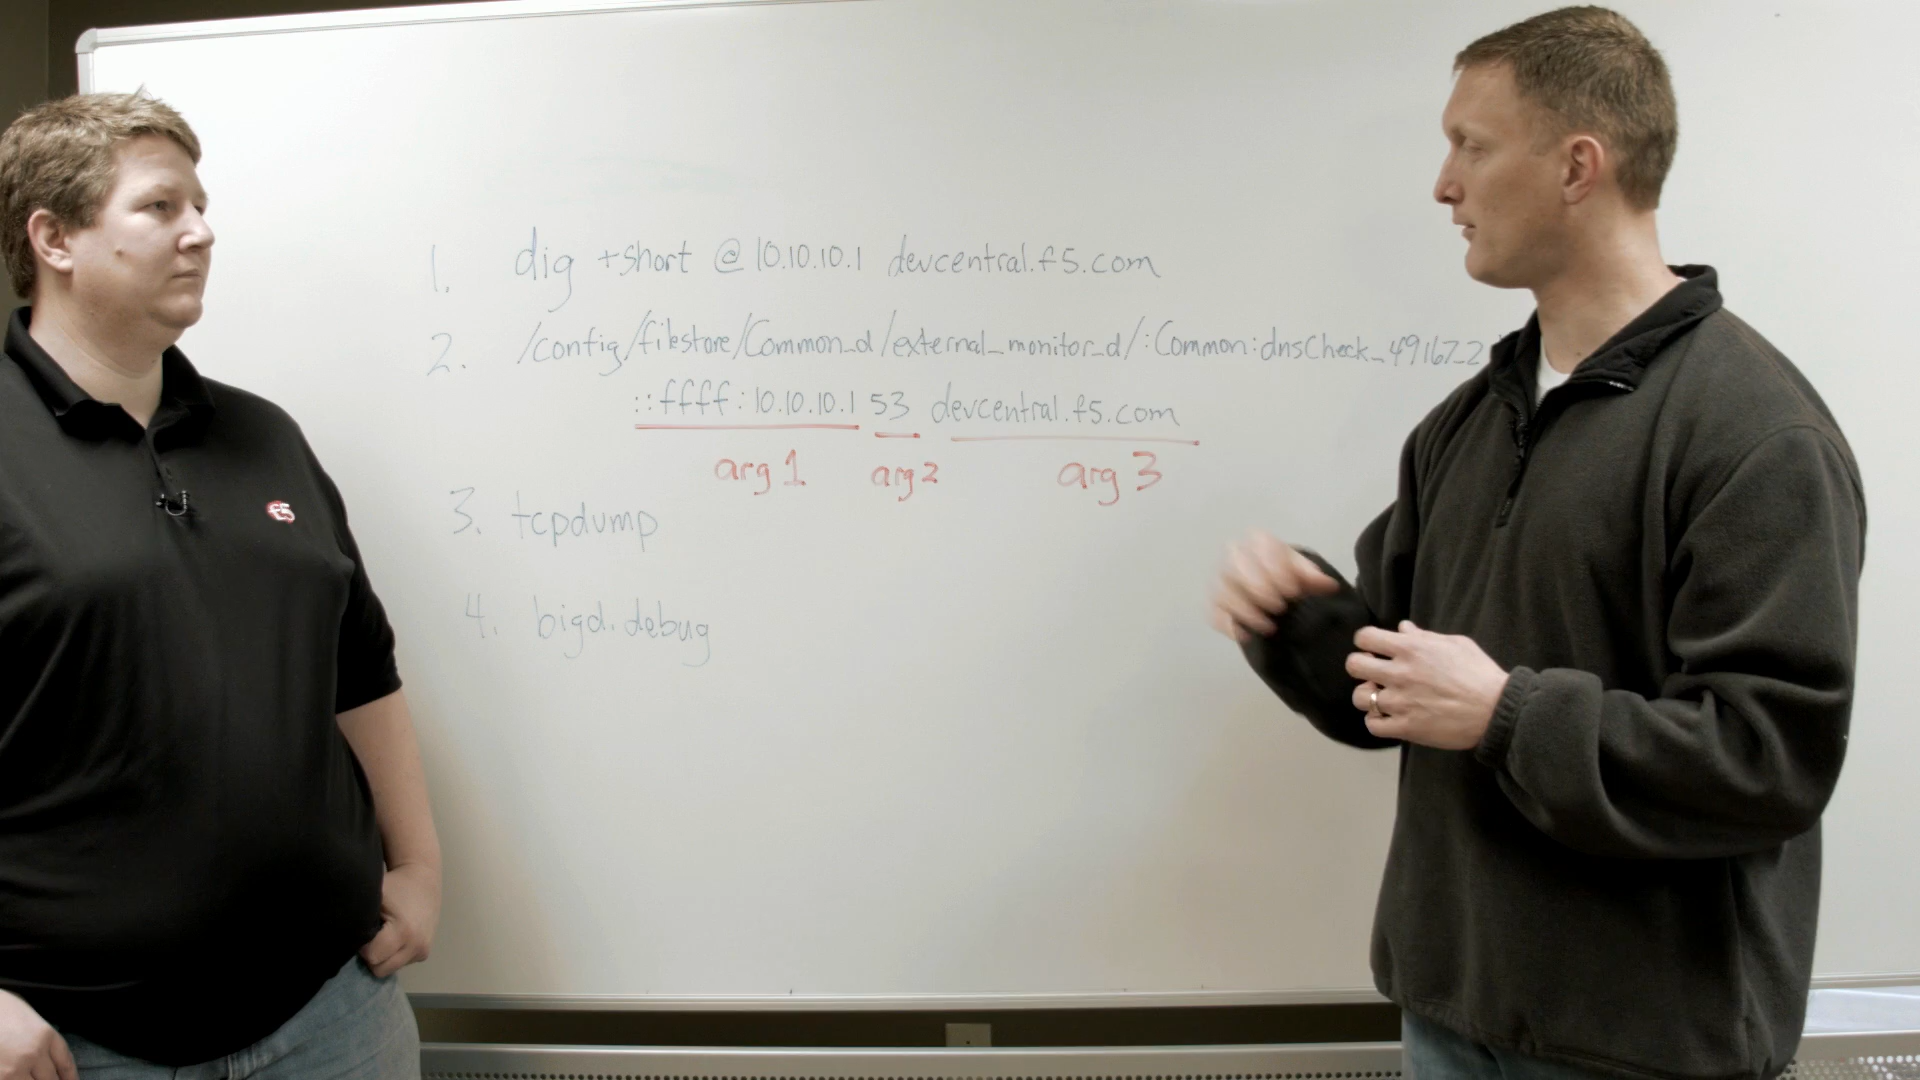 1. dig +short @ 10.10.10.1 devcentral.f5.com
2. /config/filestore/Common_d/external_monitor_d/:Common:dnsCheck_49167_2
::ffff:10.10.10.1 53 devcentral.f5.com
arg 1 arg 2 arg 3
3. tcpdump
4. bigd.debug
f5